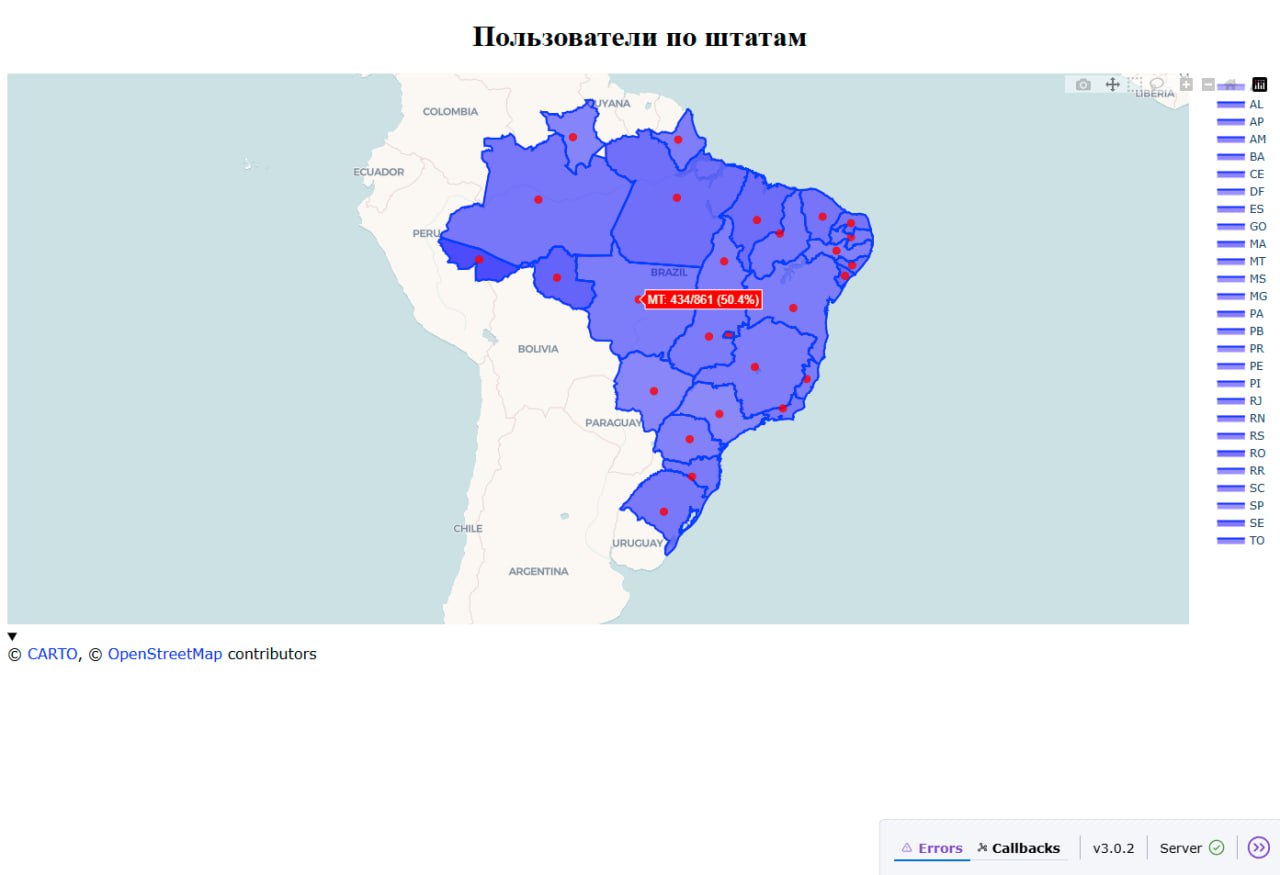 Пользователи по штатам
COLOMBIA
UYANA
LIBERIA
ECUADOR
PERU
BRAZIL
MT: 434/861 (50.4%)
BOLIVIA
PARAGUAY
CHILE
URUGUAY
ARGENTINA
AL
AP
AM
BA
CE
DF
ES
GO
MA
MT
MS
MG
PA
PB
PR
PE
PI
RJ
RN
RS
RO
RR
SC
SP
SE
TO
▼
© CARTO, © OpenStreetMap contributors
Errors Callbacks v3.0.2 Server